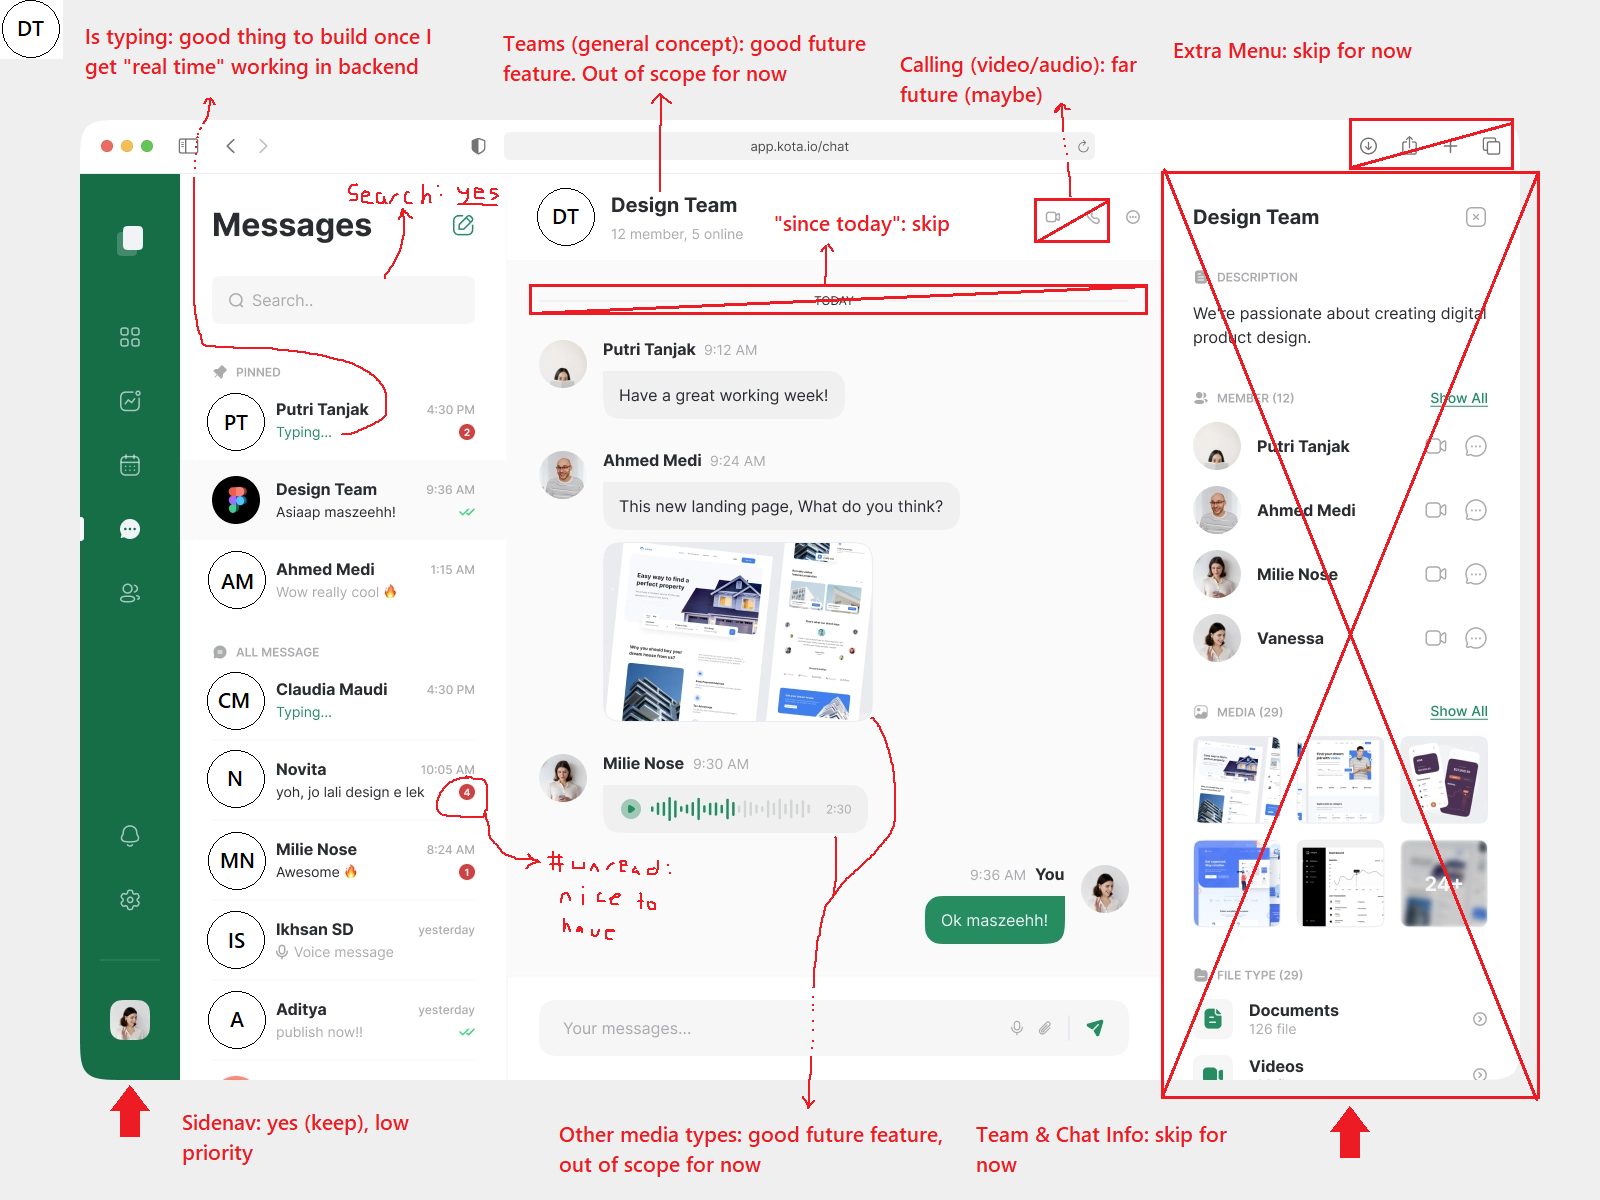 DT
Is typing: good thing to build once I
get "real time" working in backend
Teams (general concept): good future
feature. Out of scope for now
Calling (video/audio): far
future (maybe)
Extra Menu: skip for now
app.kota.io/chat
Search: yes
Messages
Search..
PINNED
PT
Putri Tanjak
4:30 PM
Typing...
2
Design Team
9:36 AM
Asiaap maszeehh!
AM
Ahmed Medi
1:15 AM
Wow really cool 🔥
ALL MESSAGE
CM
Claudia Maudi
4:30 PM
Typing...
N
Novita
10:05 AM
yoh, jo lali design e lek
4
MN
Milie Nose
8:24 AM
Awesome 🔥
1
IS
Ikhsan SD
yesterday
Voice message
A
Aditya
yesterday
publish now!!
DT
Design Team
12 member, 5 online
"since today": skip
TODAY
Putri Tanjak 9:12 AM
Have a great working week!
Ahmed Medi 9:24 AM
This new landing page, What do you think?
Easy way to find a
perfect property
Why you should buy your
dream house from us?
Milie Nose 9:30 AM
2:30
#unread:
nice to
have
9:36 AM You
Ok maszeehh!
Your messages...
Design Team
DESCRIPTION
We're passionate about creating digital
product design.
MEMBER (12)
Show All
Putri Tanjak
Ahmed Medi
Milie Nose
Vanessa
MEDIA (29)
Show All
24+
FILE TYPE (29)
Documents
126 file
Videos
Sidenav: yes (keep), low
priority
Other media types: good future feature,
out of scope for now
Team & Chat Info: skip for
now